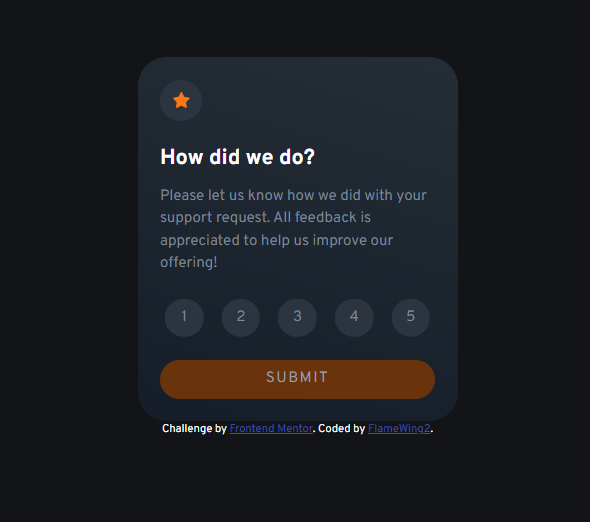 How did we do?
Please let us know how we did with your
support request. All feedback is
appreciated to help us improve our
offering!
1 2 3 4 5
SUBMIT
Challenge by Frontend Mentor. Coded by FlameWing2.